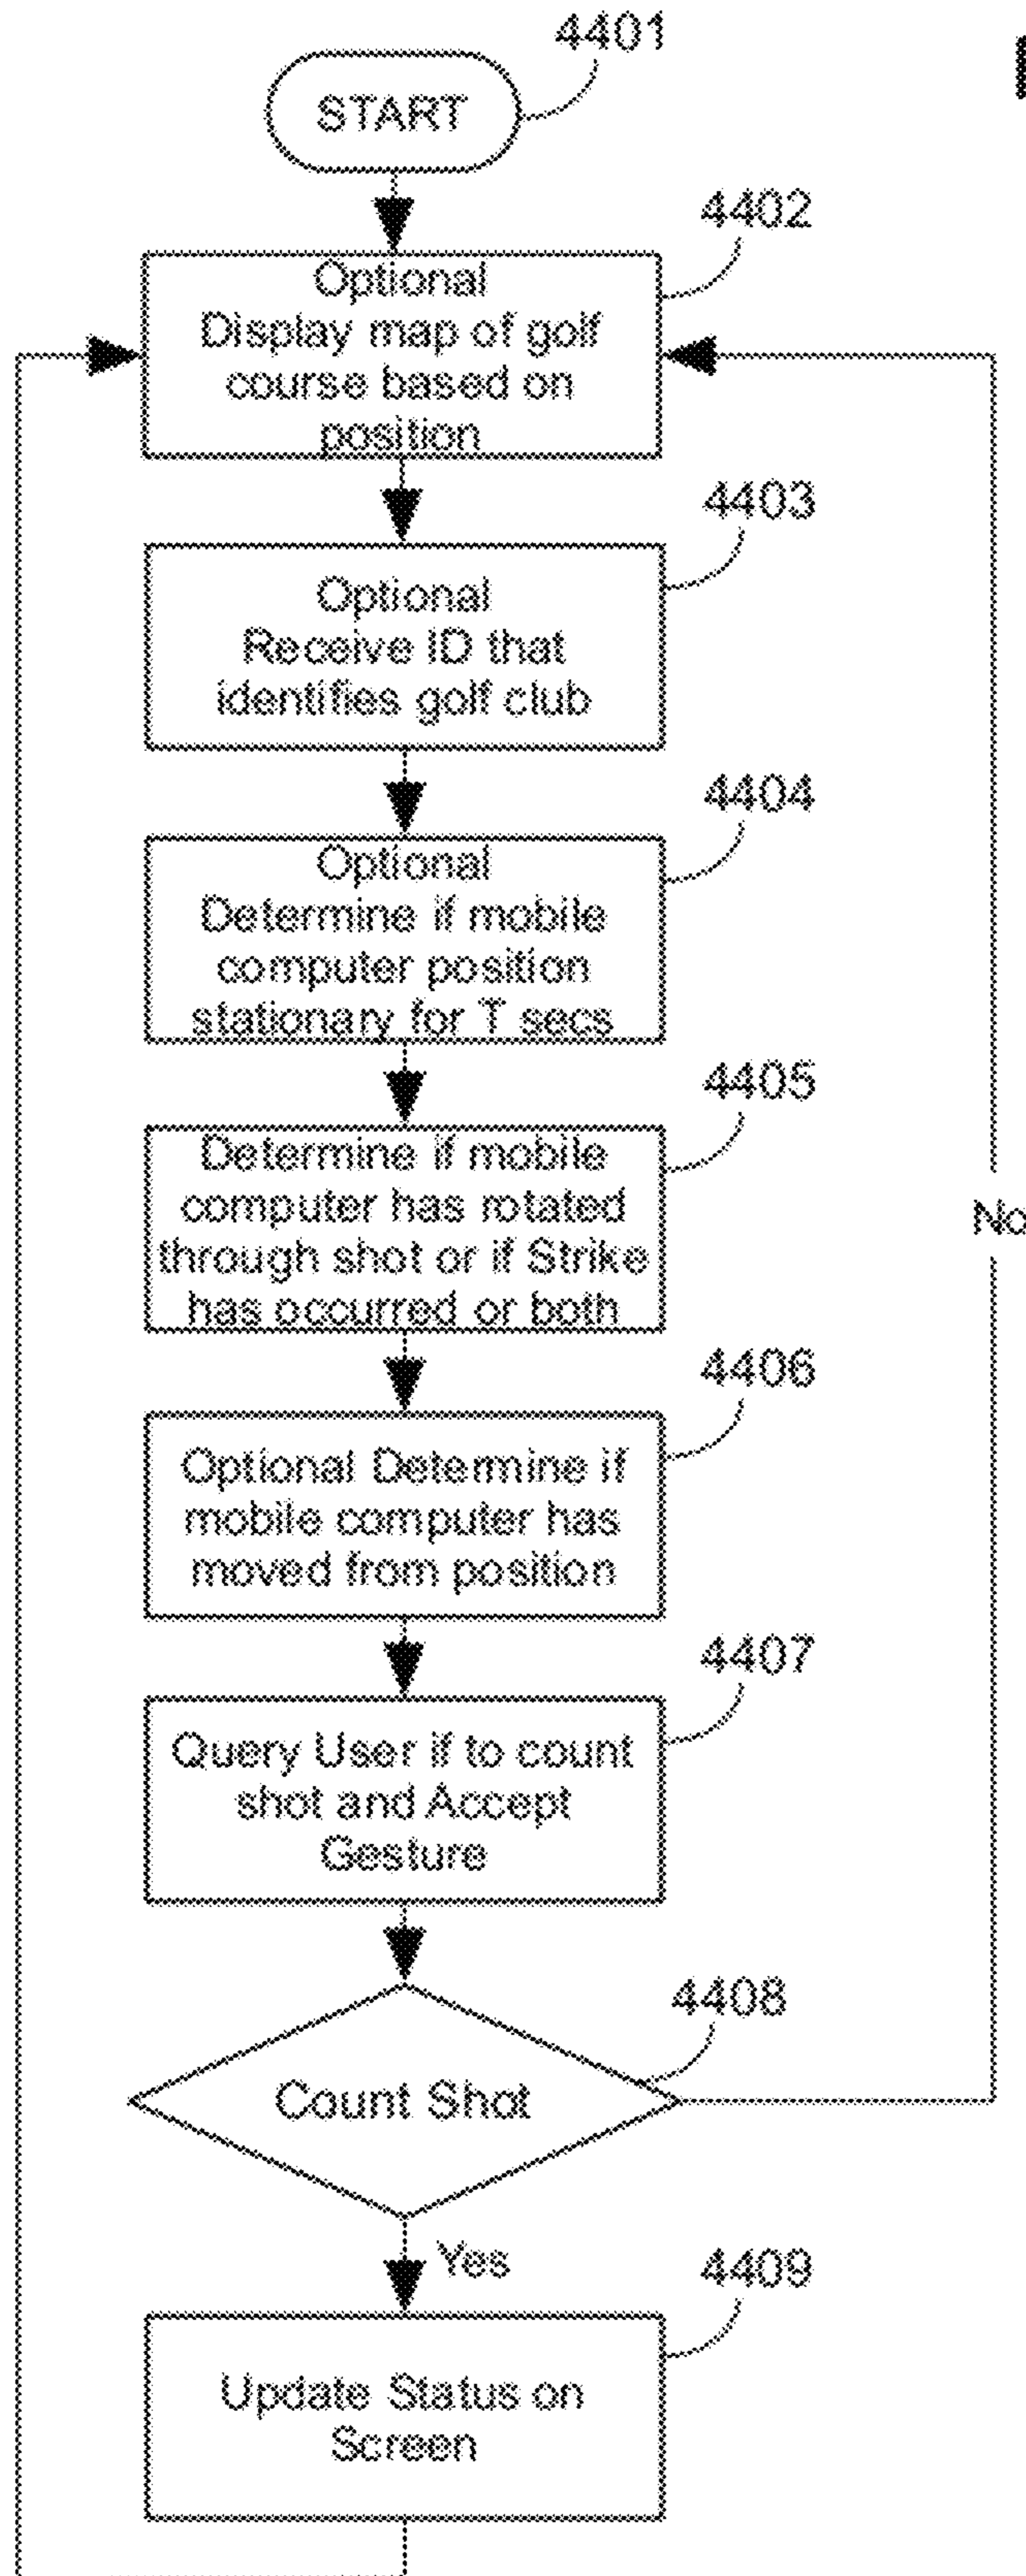 4401
START
4402
Optional
Display map of golf
course based on
position
4403
Optional
Receive ID that
identifies golf club
4404
Optional
Determine if mobile
computer position
stationary for T secs
4405
Determine if mobile
computer has rotated
through shot or if Strike
has occurred or both
No
4406
Optional Determine if
mobile computer has
moved from position
4407
Query User if to count
shot and Accept
Gesture
4408
Count Shot
Yes
4409
Update Status on
Screen